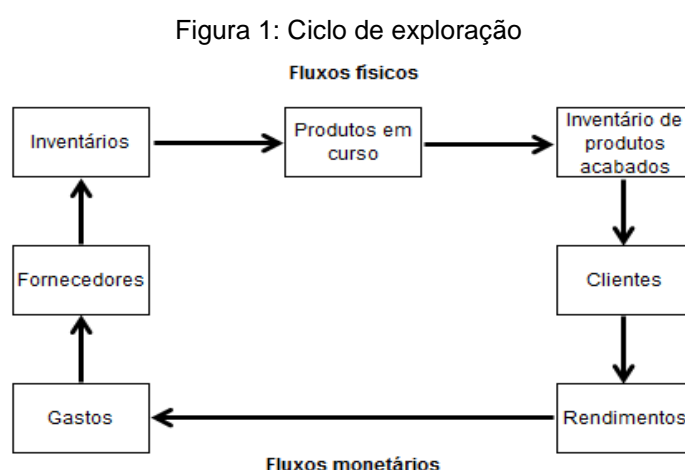 Figura 1: Ciclo de exploração
Fluxos físicos
Inventários
Produtos em
curso
Inventário de
produtos
acabados
Fornecedores
Clientes
Gastos
Rendimentos
Fluxos monetários